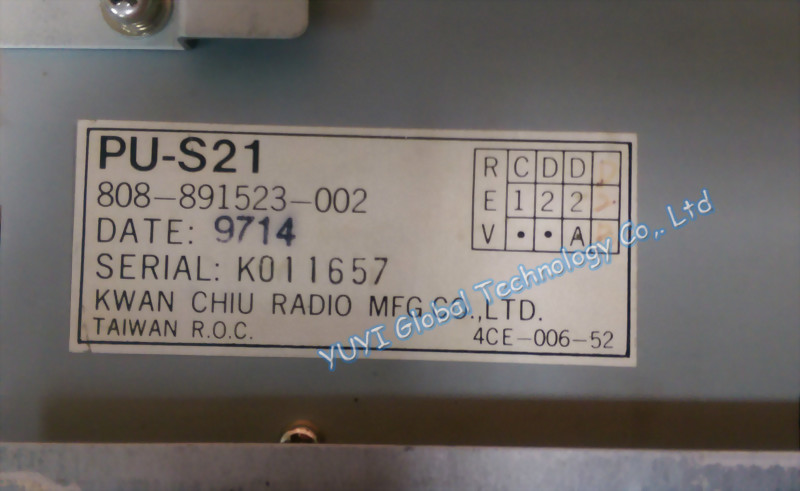 PU-S21
808-891523-002
DATE: 9714
SERIAL: K011657
KWAN CHIU RADIO MFG.CO.,LTD.
TAIWAN R.O.C.
4CE-006-52
R C D D
E 1 2 2
V • • A
YUYI Global Technology Co,. Ltd